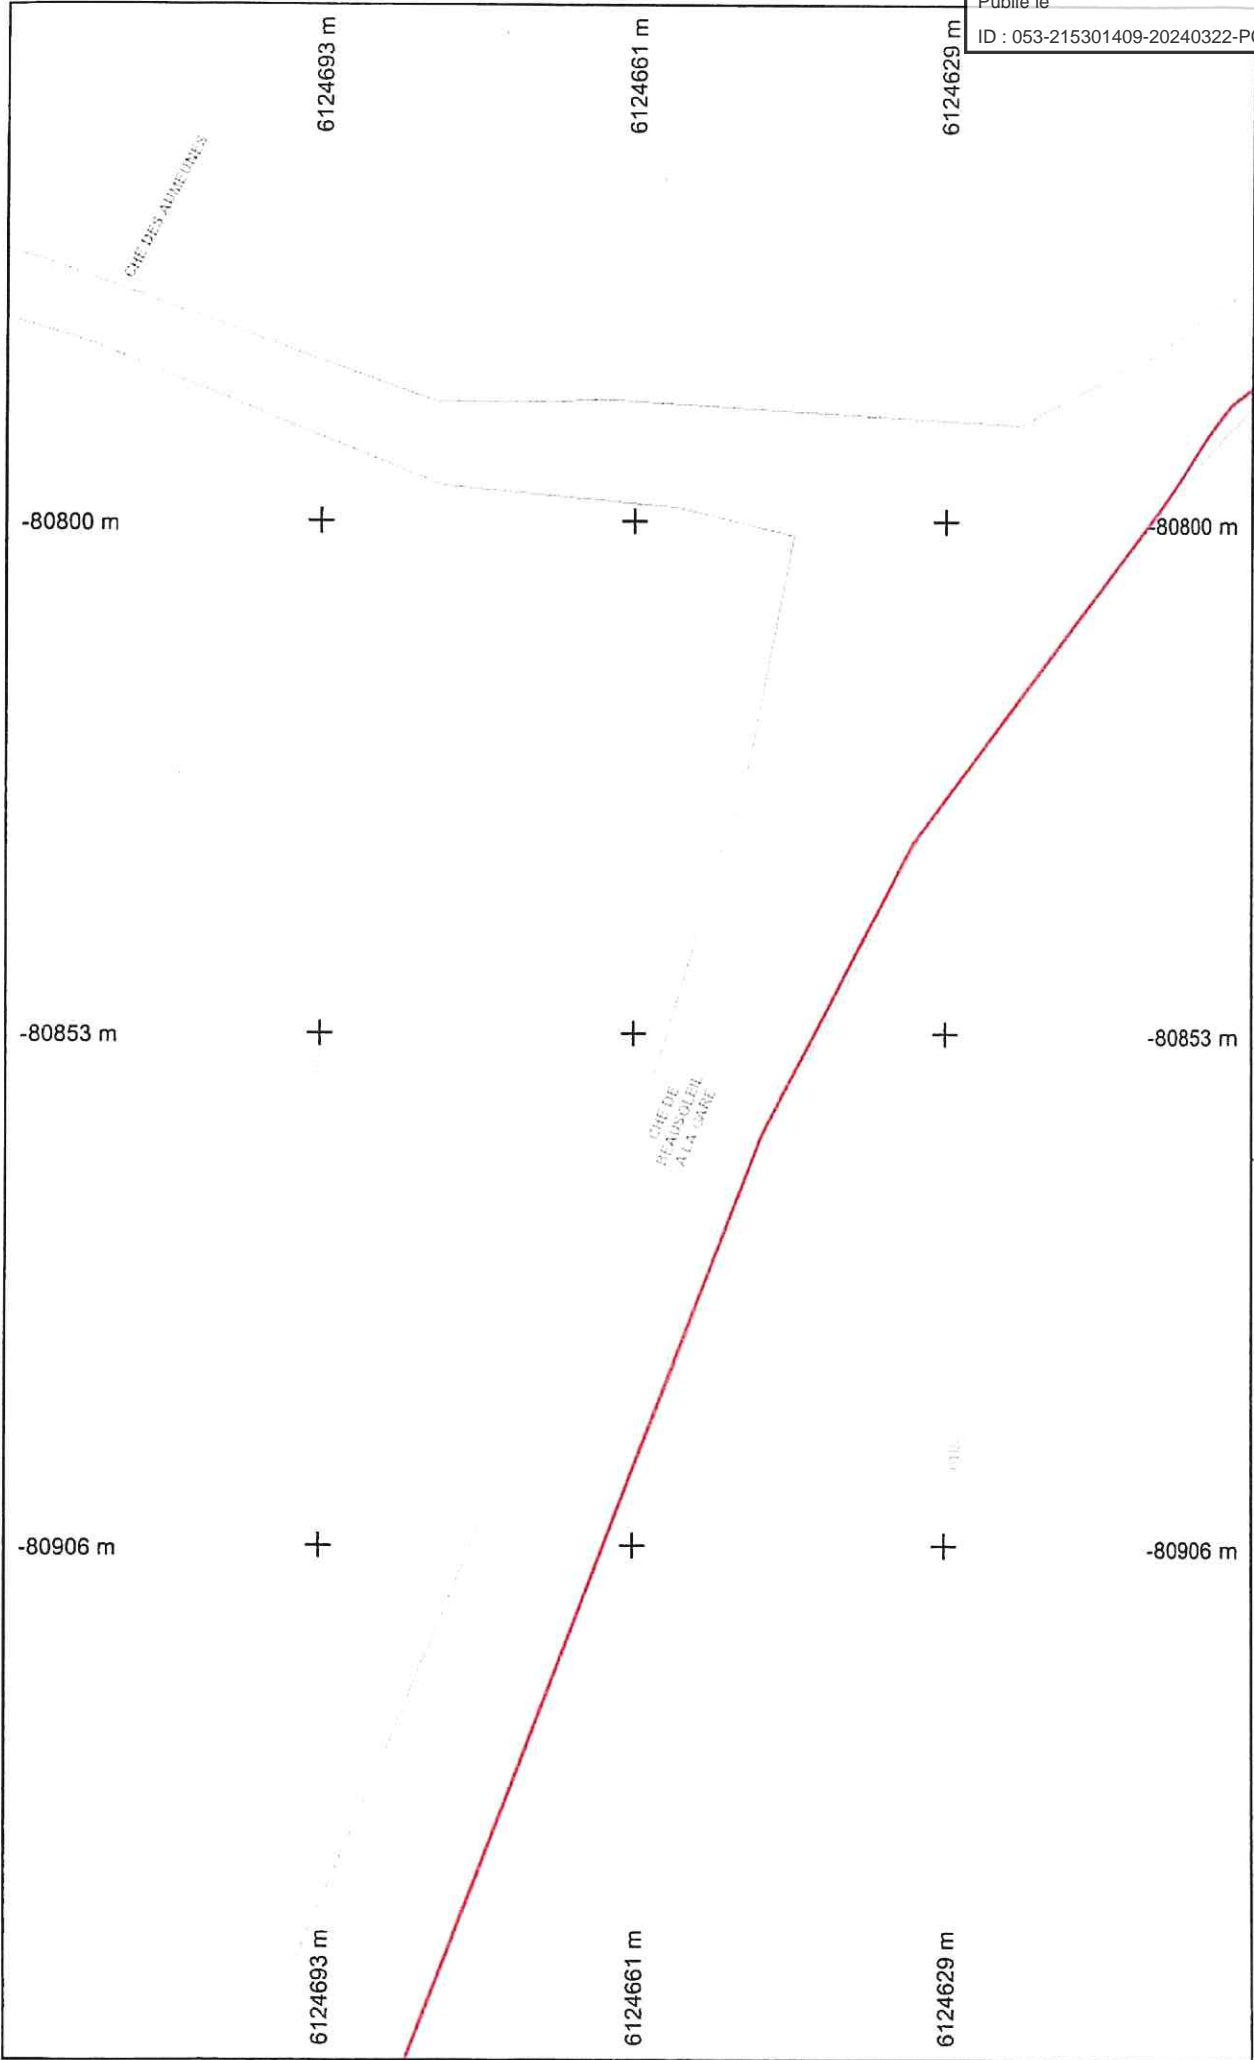 Publié le
ID : 053-215301409-20240322-P
6124693 m
6124661 m
6124629 m
CHE DES AUMEUNES
-80800 m
-80800 m
-80853 m
-80853 m
CHE DE
BEAUSOLEIL
A LA GARE
-80906 m
-80906 m
6124693 m
6124661 m
6124629 m